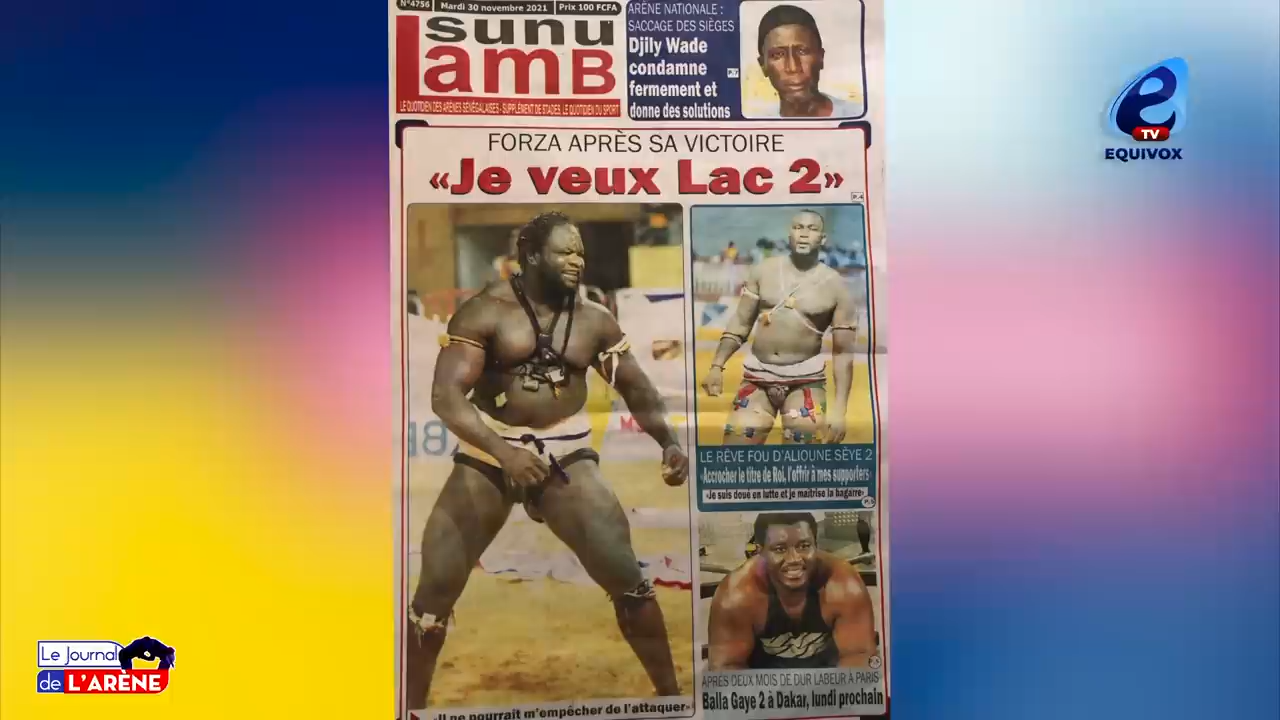 N°4756 Mardi 30 novembre 2021 Prix 100 FCFA
sunu
Lamb
LE QUOTIDIEN DES ARÈNES SÉNÉGALAISES - SUPPLÉMENT DE STADES, LE QUOTIDIEN DU SPORT
ARÈNE NATIONALE :
SACCAGE DES SIÈGES
Djily Wade
condamne
fermement et
donne des solutions
P.7
FORZA APRÈS SA VICTOIRE
«Je veux Lac 2»
P.4
LE RÊVE FOU D'ALIOUNE SÈYE 2
«Accrocher le titre de Roi, l'offrir à mes supporters»
«Je suis doué en lutte et je maîtrise la bagarre»
APRÈS DEUX MOIS DE DUR LABEUR À PARIS
Balla Gaye 2 à Dakar, lundi prochain
«Il ne pourrait m'empêcher de l'attaquer»
e
TV
EQUIVOX
Le Journal
de L'ARÈNE